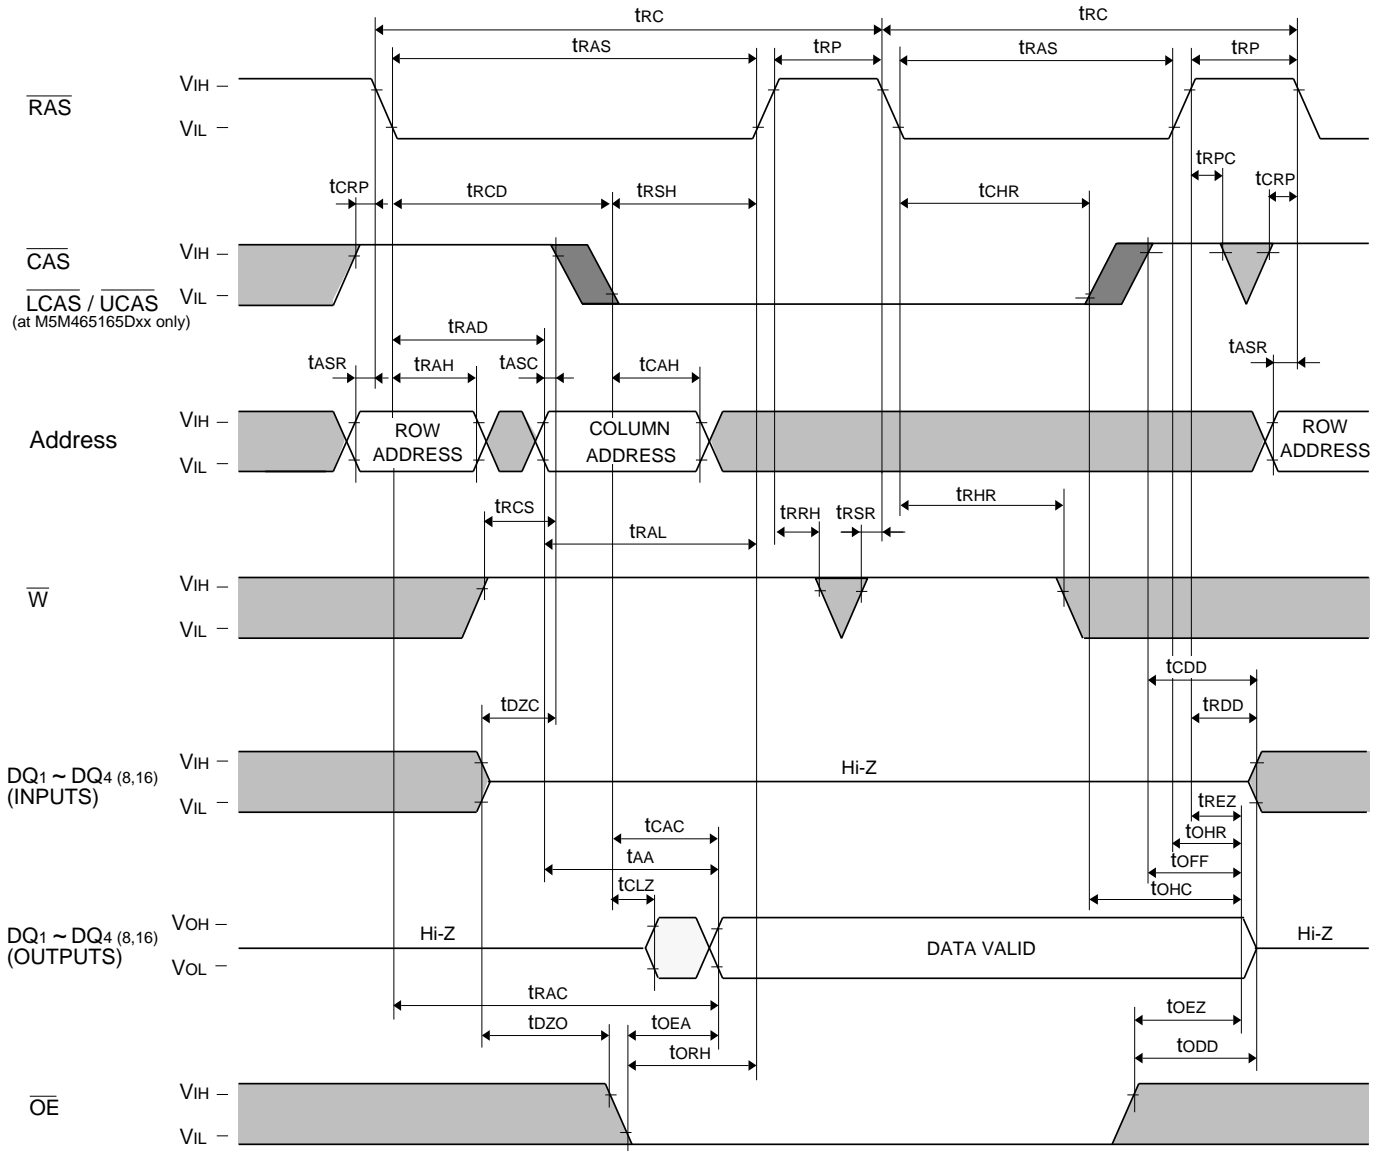 tRC tRC
tRAS tRP tRAS tRP
RAS VIH
VIL
tRPC
tCRP tRCD tRSH tCHR tCRP
CAS VIH
LCAS / UCAS VIL
(at M5M465165Dxx only)
tRAD
tASR tRAH tASC tCAH tASR
Address VIH
VIL
ROW
ADDRESS
COLUMN
ADDRESS
ROW
ADDRESS
tRCS tRRH tRSR tRHR
tRAL
W VIH
VIL
tCDD
tDZC tRDD
DQ1 ~ DQ4 (8,16)
(INPUTS)
VIH
VIL
Hi-Z
tREZ
tCAC tOHR
tAA tOFF
tCLZ tOHC
DQ1 ~ DQ4 (8,16)
(OUTPUTS)
VOH
VOL
Hi-Z DATA VALID Hi-Z
tRAC
tOEZ
tDZO tOEA
tODD
tORH
OE VIH
VIL